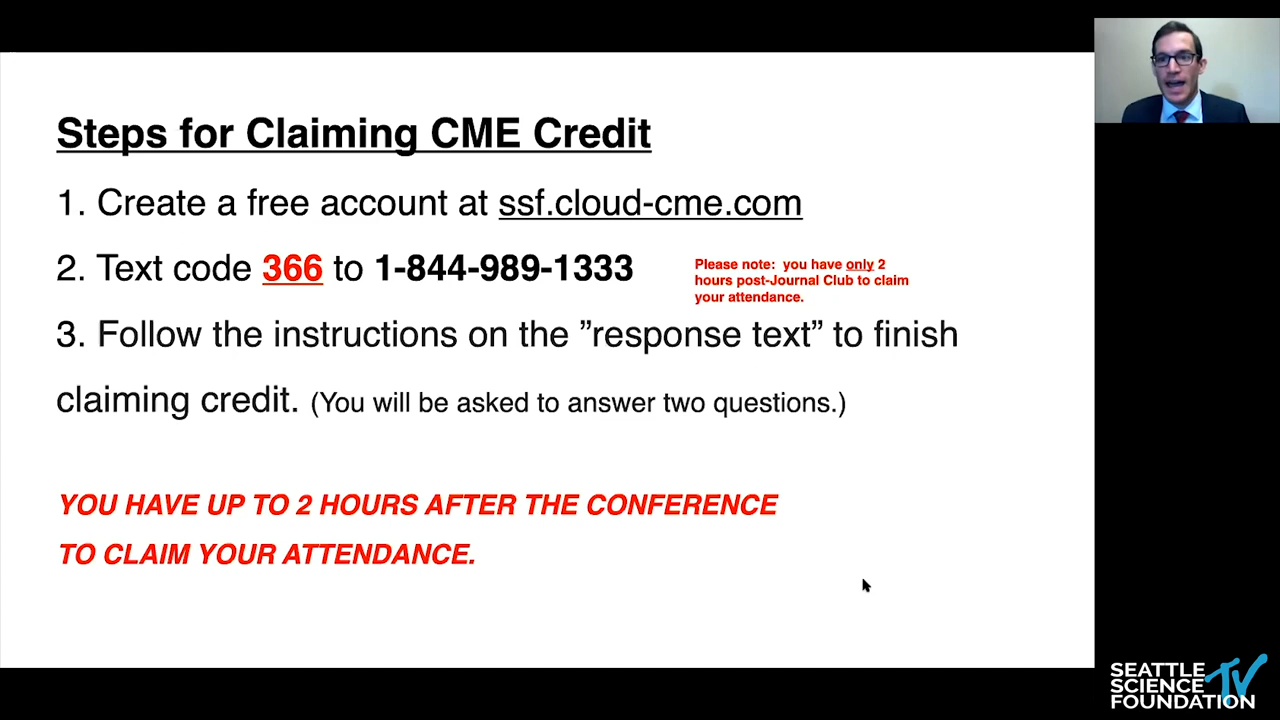 Steps for Claiming CME Credit
1. Create a free account at ssf.cloud-cme.com
2. Text code 366 to 1-844-989-1333
Please note: you have only 2
hours post-Journal Club to claim
your attendance.
3. Follow the instructions on the ”response text” to finish
claiming credit. (You will be asked to answer two questions.)
YOU HAVE UP TO 2 HOURS AFTER THE CONFERENCE
TO CLAIM YOUR ATTENDANCE.
SEATTLE
SCIENCE
FOUNDATION
TV